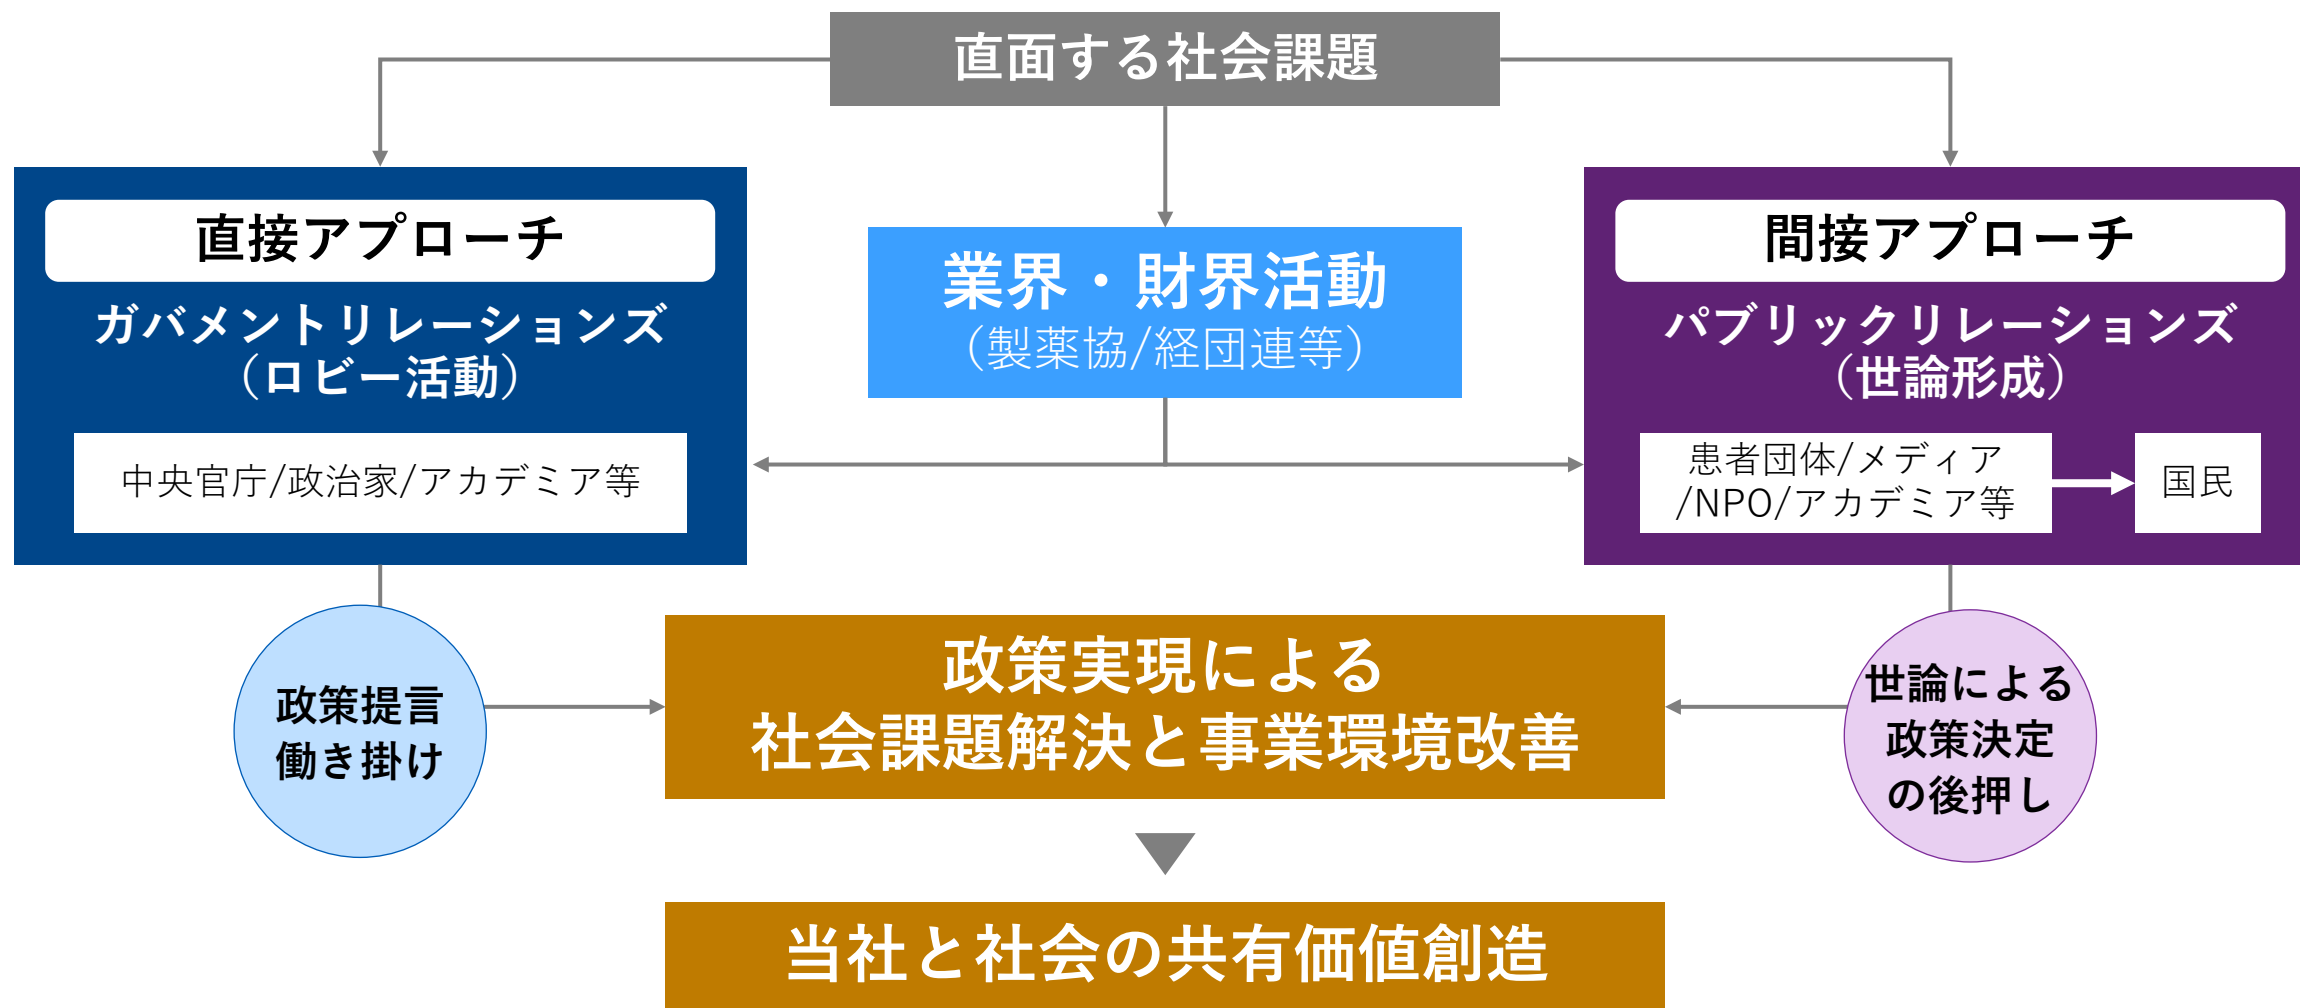 直面する社会課題
直接アプローチ
ガバメントリレーションズ
（ロビー活動）
中央官庁/政治家/アカデミア等
業界・財界活動
（製薬協/経団連等）
間接アプローチ
パブリックリレーションズ
（世論形成）
患者団体/メディア
/NPO/アカデミア等
国民
政策提言
働き掛け
政策実現による
社会課題解決と事業環境改善
世論による
政策決定
の後押し
当社と社会の共有価値創造